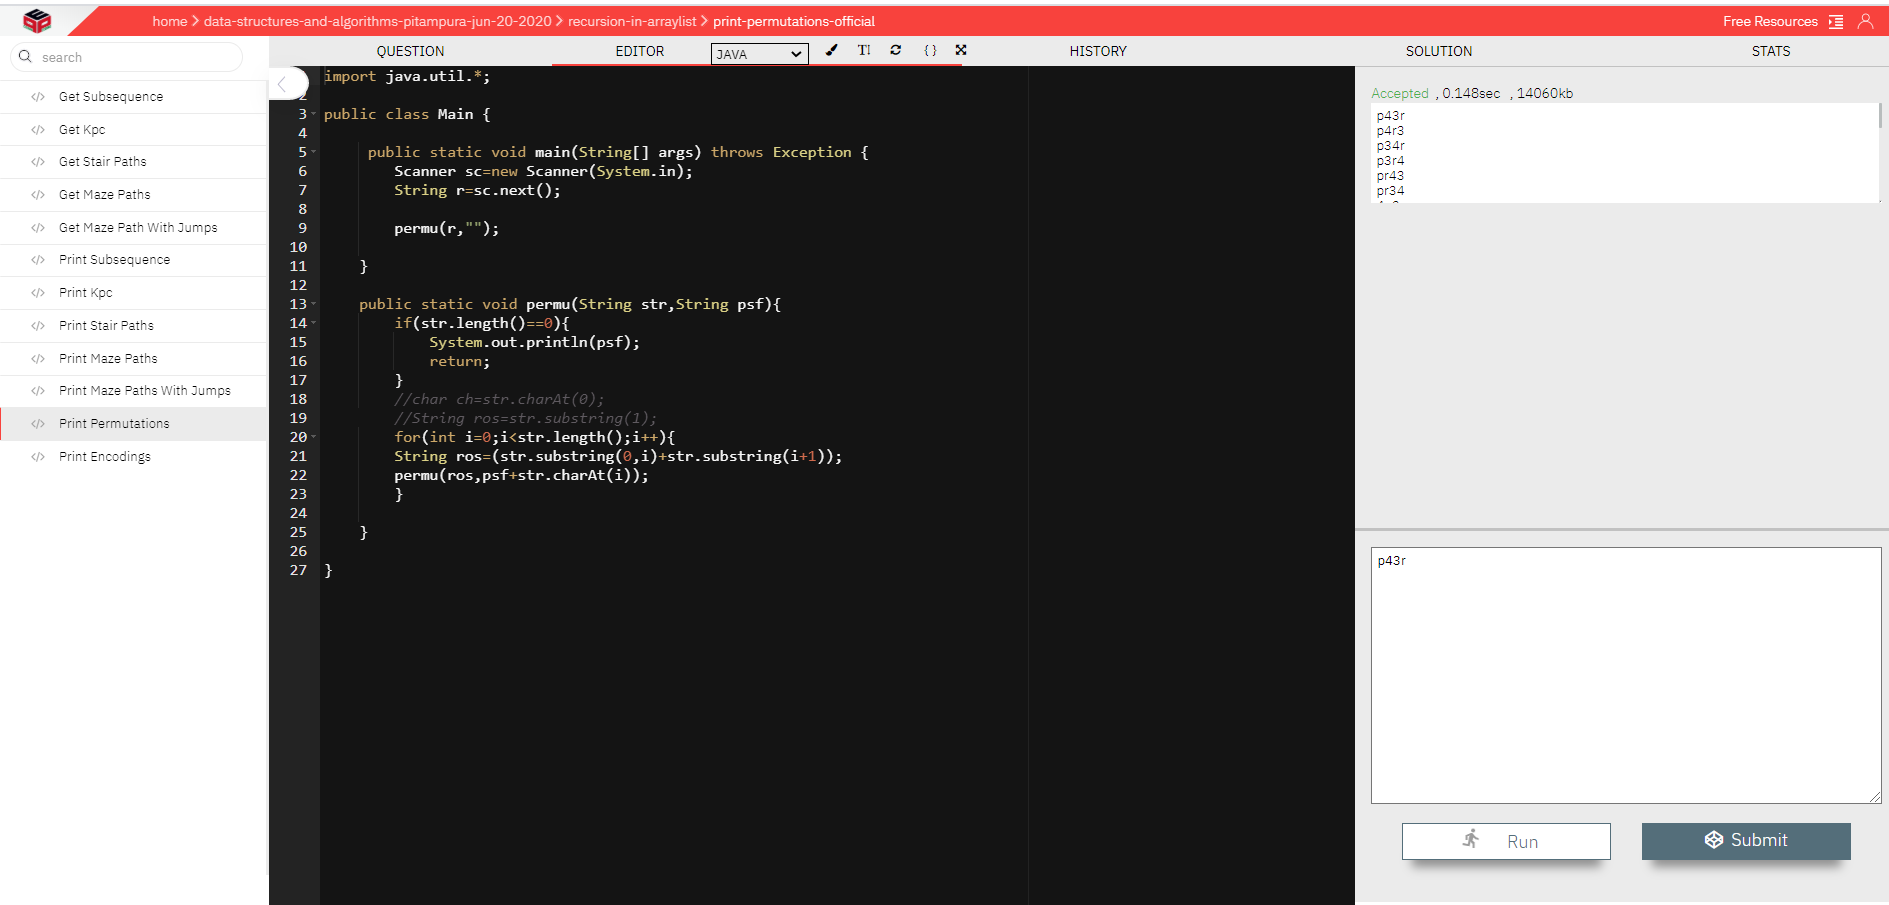 home > data-structures-and-algorithms-pitampura-jun-20-2020 > recursion-in-arraylist > print-permutations-official
Free Resources
search
QUESTION
EDITOR
JAVA
TI
{ }
HISTORY
SOLUTION
STATS
</> Get Subsequence
</> Get Kpc
</> Get Stair Paths
</> Get Maze Paths
</> Get Maze Path With Jumps
</> Print Subsequence
</> Print Kpc
</> Print Stair Paths
</> Print Maze Paths
</> Print Maze Paths With Jumps
</> Print Permutations
</> Print Encodings
import java.util.*;
2
3 public class Main {
4
5 public static void main(String[] args) throws Exception {
6 Scanner sc=new Scanner(System.in);
7 String r=sc.next();
8
9 permu(r,"");
10
11 }
12
13 public static void permu(String str,String psf){
14 if(str.length()==0){
15 System.out.println(psf);
16 return;
17 }
18 //char ch=str.charAt(0);
19 //String ros=str.substring(1);
20 for(int i=0;i<str.length();i++){
21 String ros=(str.substring(0,i)+str.substring(i+1));
22 permu(ros,psf+str.charAt(i));
23 }
24
25 }
26
27 }
Accepted , 0.148sec , 14060kb
p43r
p4r3
p34r
p3r4
pr43
pr34
p43r
Run
Submit